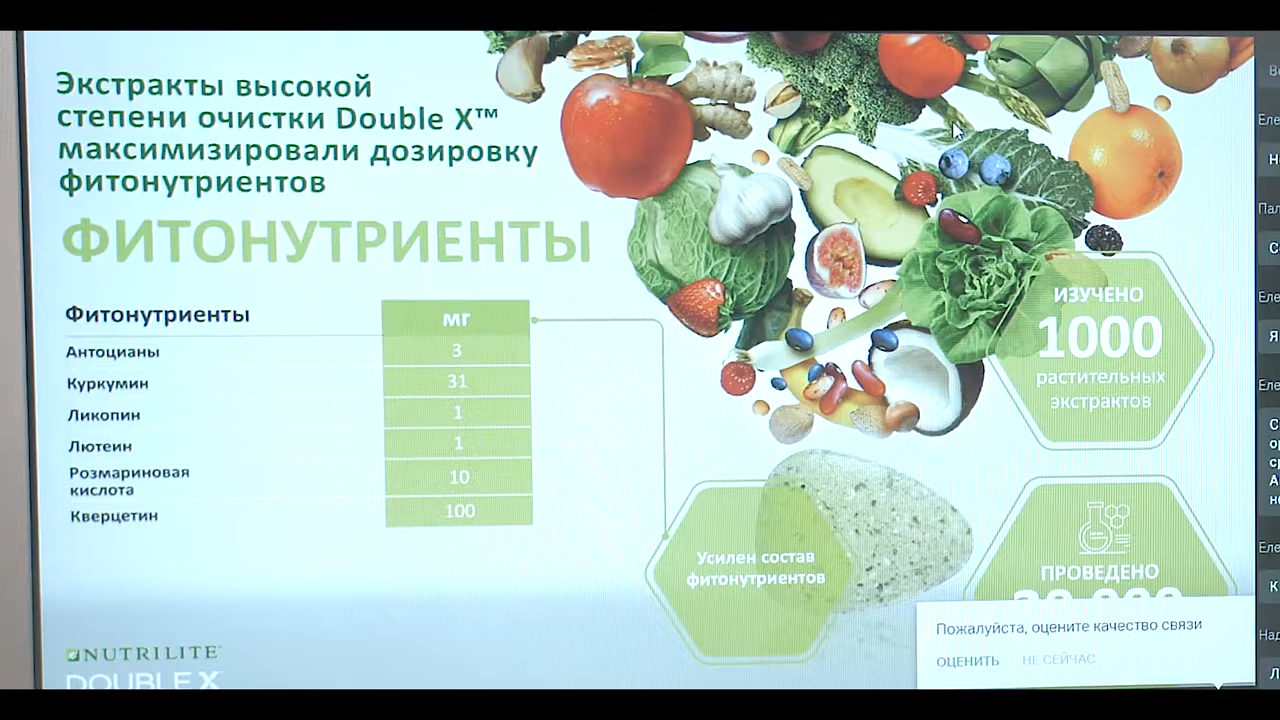 Экстракты высокой
степени очистки Double X™
максимизировали дозировку
фитонутриентов
ФИТОНУТРИЕНТЫ
Фитонутриенты мг
Антоцианы 3
Куркумин 31
Ликопин 1
Лютеин 1
Розмариновая
кислота 10
Кверцетин 100
ИЗУЧЕНО
1000
растительных
экстрактов
Усилен состав
фитонутриентов
ПРОВЕДЕНО
Пожалуйста, оцените качество связи
ОЦЕНИТЬ НЕ СЕЙЧАС
NUTRILITE™
DOUBLE X